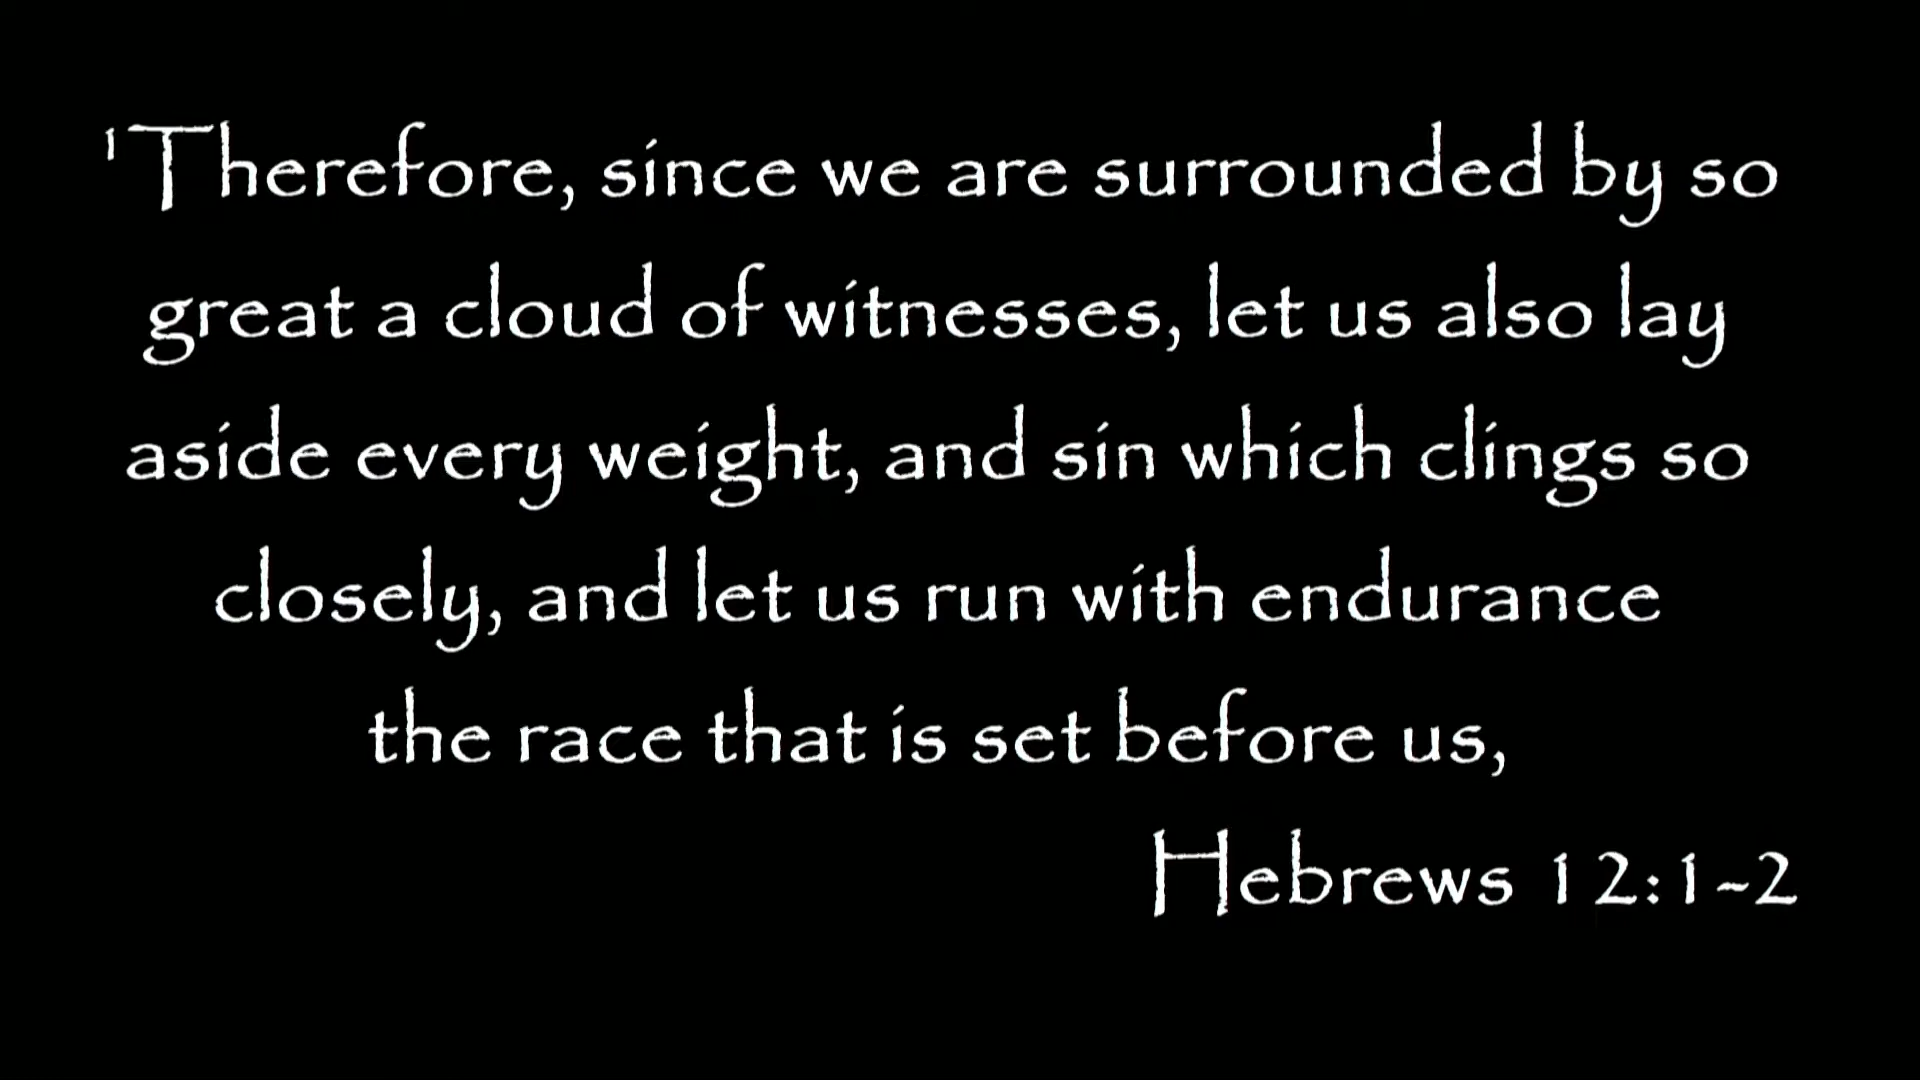 ¹Therefore, since we are surrounded by so
great a cloud of witnesses, let us also lay
aside every weight, and sin which clings so
closely, and let us run with endurance
the race that is set before us,
Hebrews 12:1-2